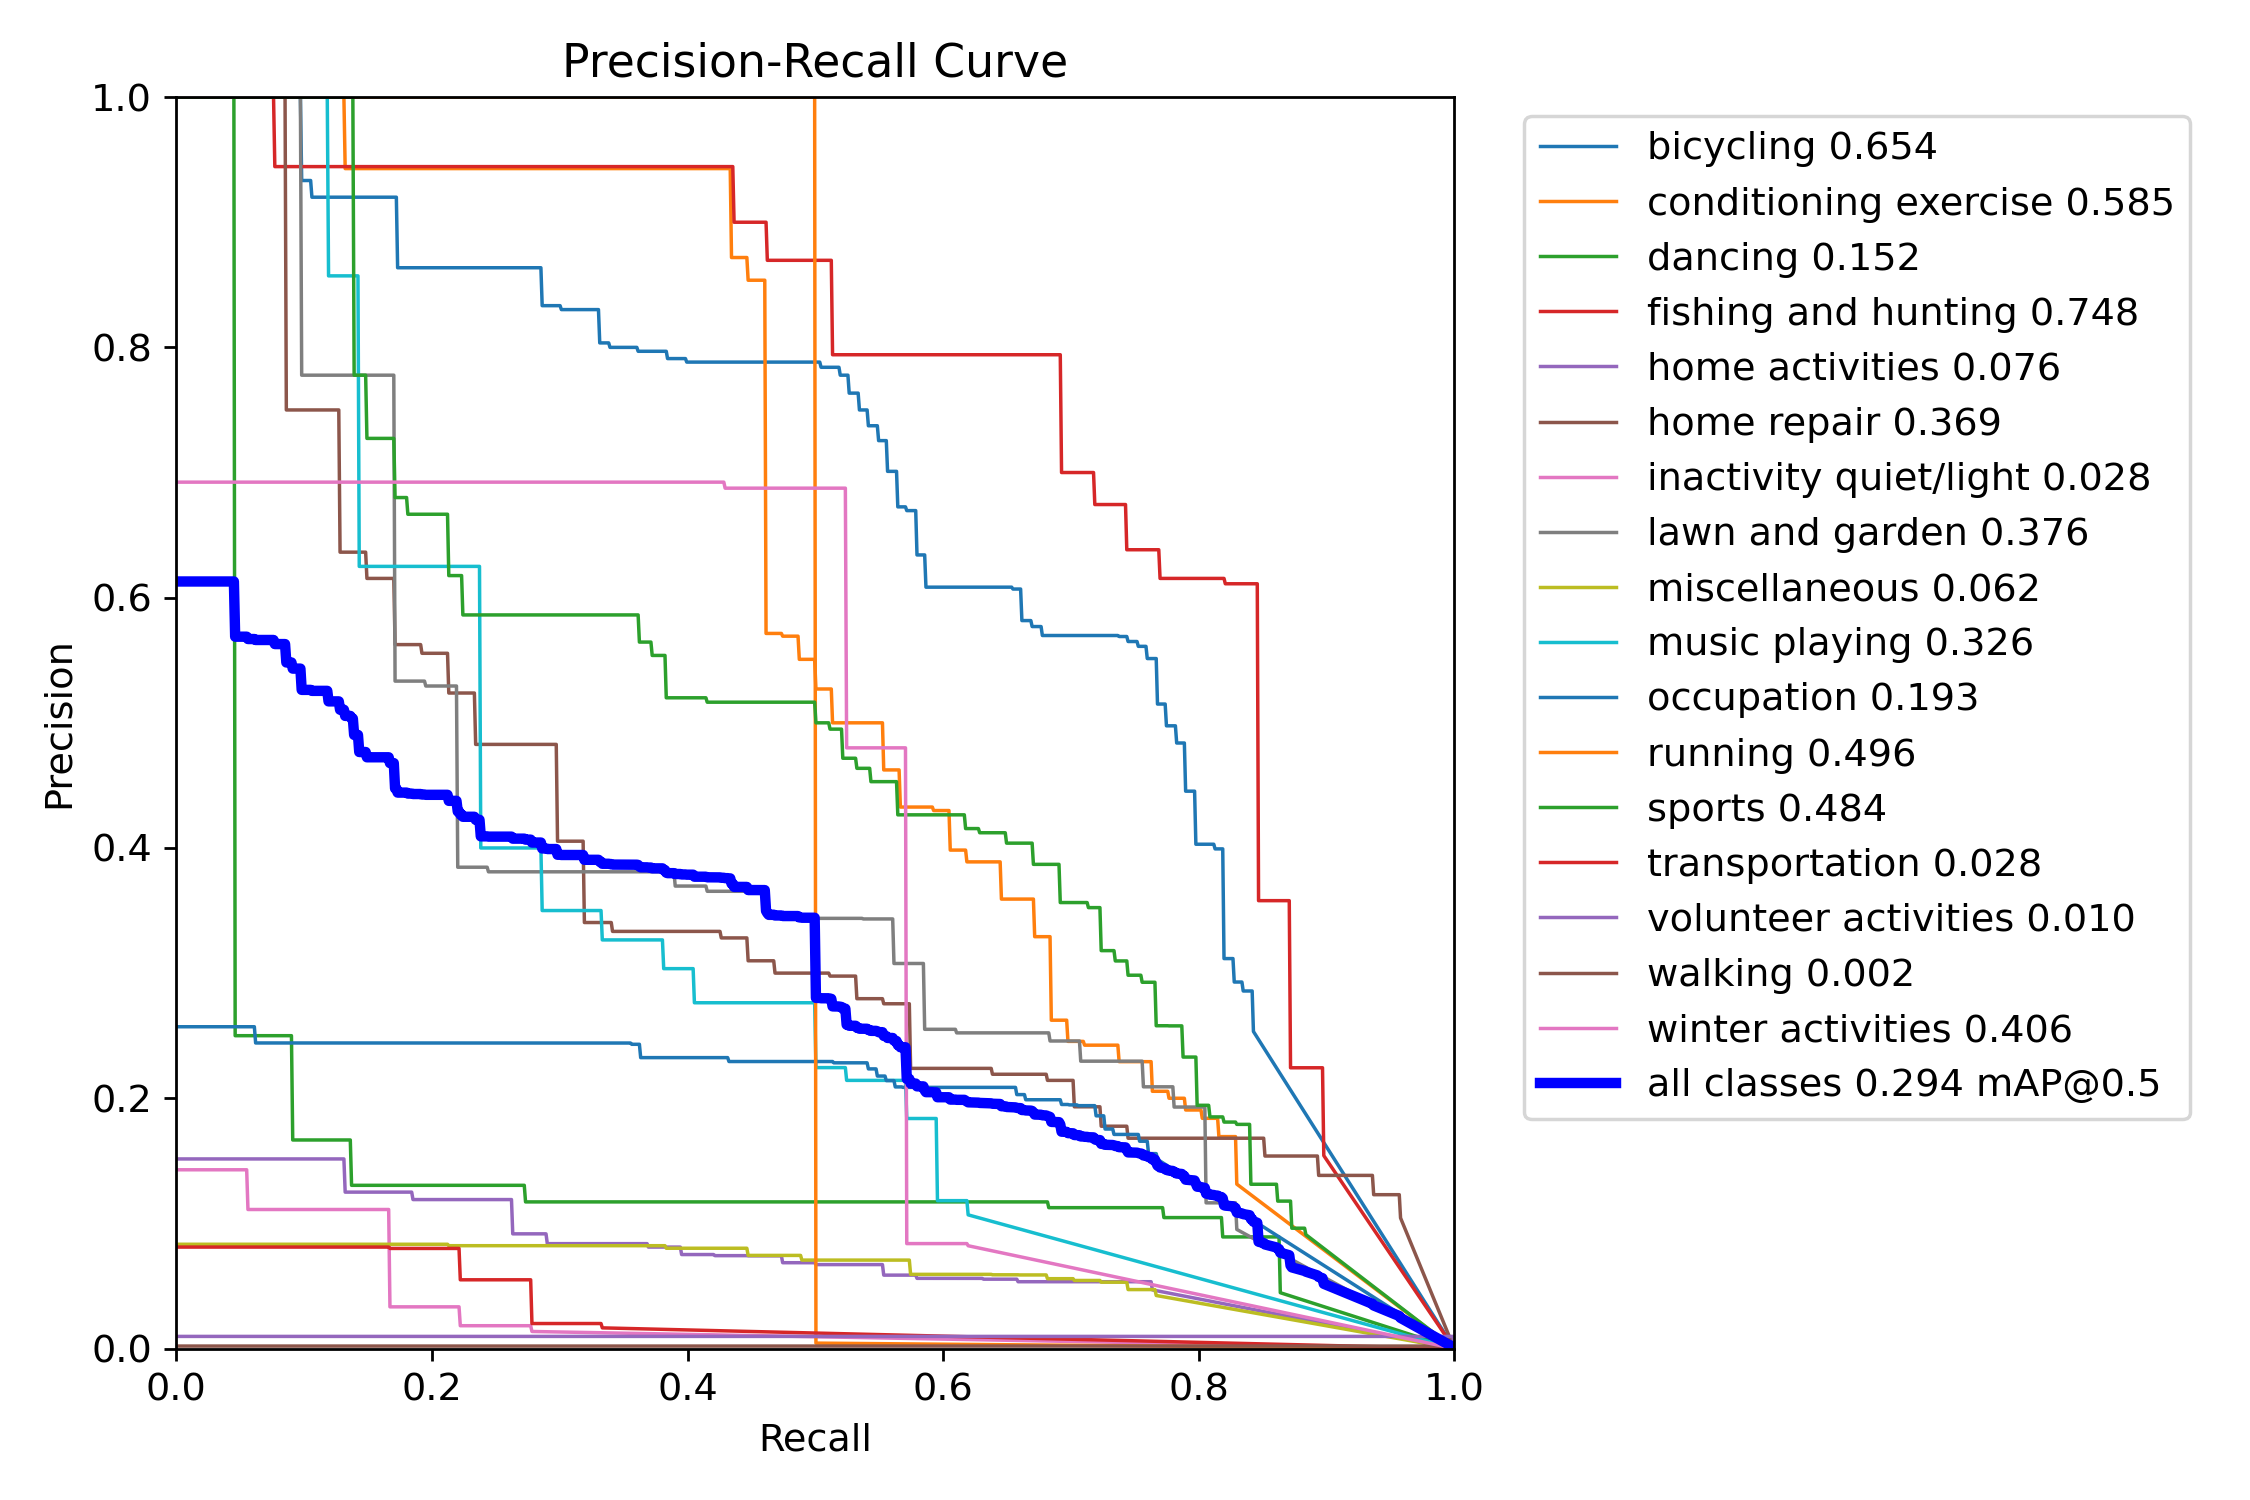 Precision-Recall Curve
1.0
0.8
0.6
0.4
0.2
0.0
Precision
0.0 0.2 0.4 0.6 0.8 1.0
Recall
bicycling 0.654
conditioning exercise 0.585
dancing 0.152
fishing and hunting 0.748
home activities 0.076
home repair 0.369
inactivity quiet/light 0.028
lawn and garden 0.376
miscellaneous 0.062
music playing 0.326
occupation 0.193
running 0.496
sports 0.484
transportation 0.028
volunteer activities 0.010
walking 0.002
winter activities 0.406
all classes 0.294 mAP@0.5